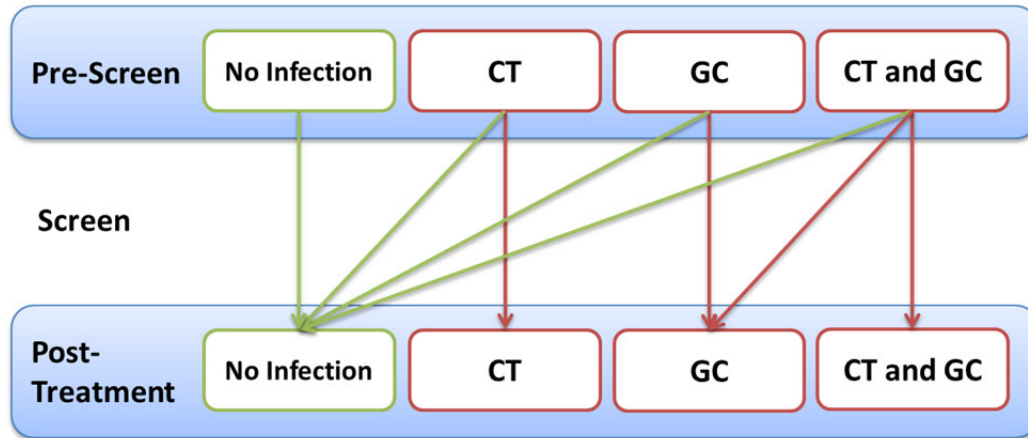 Pre-Screen
No Infection
CT
GC
CT and GC
Screen
Post-
Treatment
No Infection
CT
GC
CT and GC